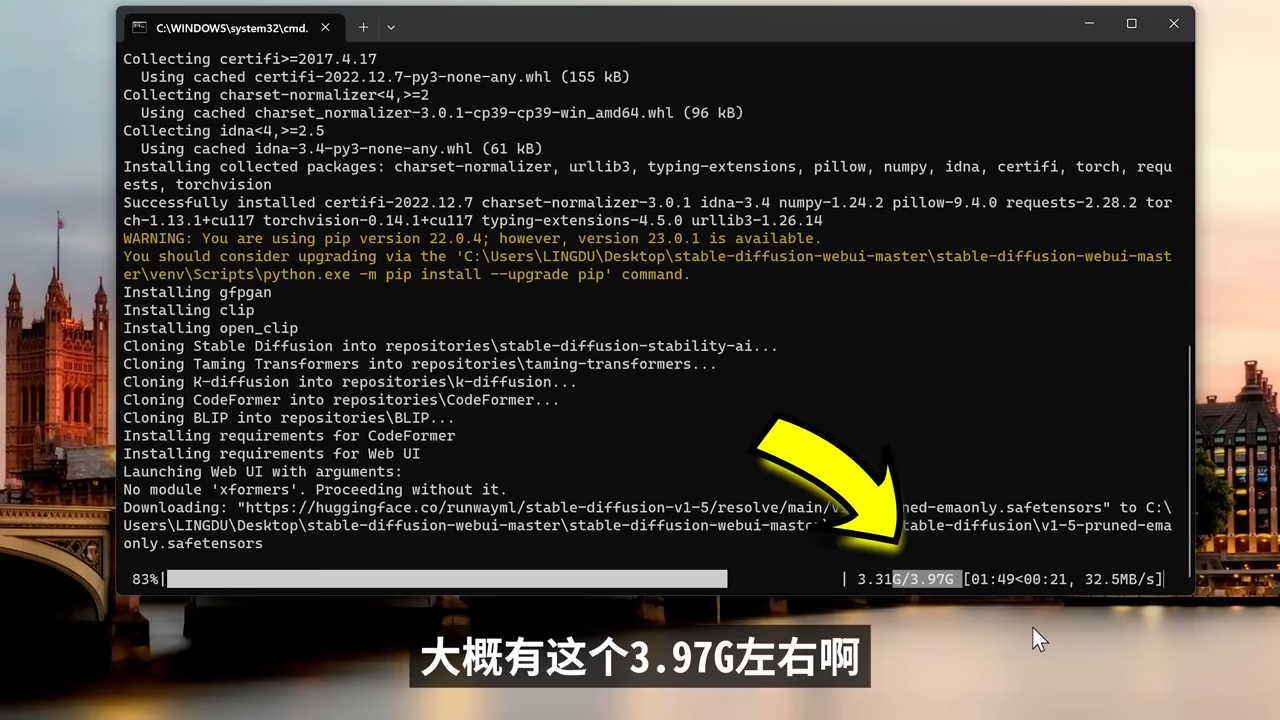 C:\WINDOWS\system32\cmd.
Collecting certifi>=2017.4.17
Using cached certifi-2022.12.7-py3-none-any.whl (155 kB)
Collecting charset-normalizer<4,>=2
Using cached charset_normalizer-3.0.1-cp39-cp39-win_amd64.whl (96 kB)
Collecting idna<4,>=2.5
Using cached idna-3.4-py3-none-any.whl (61 kB)
Installing collected packages: charset-normalizer, urllib3, typing-extensions, pillow, numpy, idna, certifi, torch, requ
ests, torchvision
Successfully installed certifi-2022.12.7 charset-normalizer-3.0.1 idna-3.4 numpy-1.24.2 pillow-9.4.0 requests-2.28.2 tor
ch-1.13.1+cu117 torchvision-0.14.1+cu117 typing-extensions-4.5.0 urllib3-1.26.14
WARNING: You are using pip version 22.0.4; however, version 23.0.1 is available.
You should consider upgrading via the 'C:\Users\LINGDU\Desktop\stable-diffusion-webui-master\stable-diffusion-webui-mast
er\venv\Scripts\python.exe -m pip install --upgrade pip' command.
Installing gfpgan
Installing clip
Installing open_clip
Cloning Stable Diffusion into repositories\stable-diffusion-stability-ai...
Cloning Taming Transformers into repositories\taming-transformers...
Cloning K-diffusion into repositories\k-diffusion...
Cloning CodeFormer into repositories\CodeFormer...
Cloning BLIP into repositories\BLIP...
Installing requirements for CodeFormer
Installing requirements for Web UI
Launching Web UI with arguments:
No module 'xformers'. Proceeding without it.
Downloading: "https://huggingface.co/runwayml/stable-diffusion-v1-5/resolve/main/v ned-emaonly.safetensors" to C:\
Users\LINGDU\Desktop\stable-diffusion-webui-master\stable-diffusion-webui-master table-diffusion\v1-5-pruned-ema
only.safetensors
83%| | 3.31G/3.97G [01:49<00:21, 32.5MB/s]
大概有这个3.97G左右啊